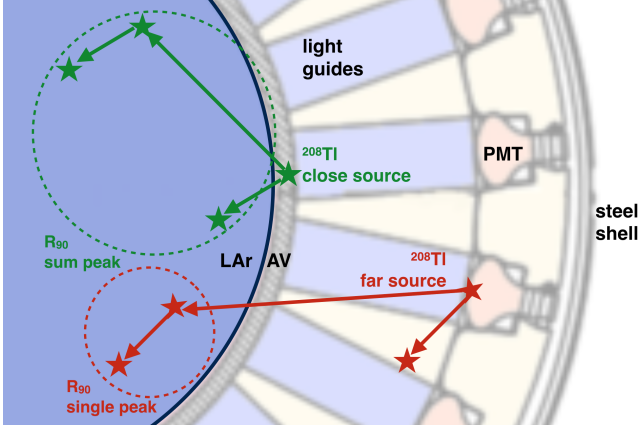 light
guides
²⁰⁸Tl
close source
PMT
steel
shell
R₉₀
sum peak
LAr
AV
²⁰⁸Tl
far source
R₉₀
single peak